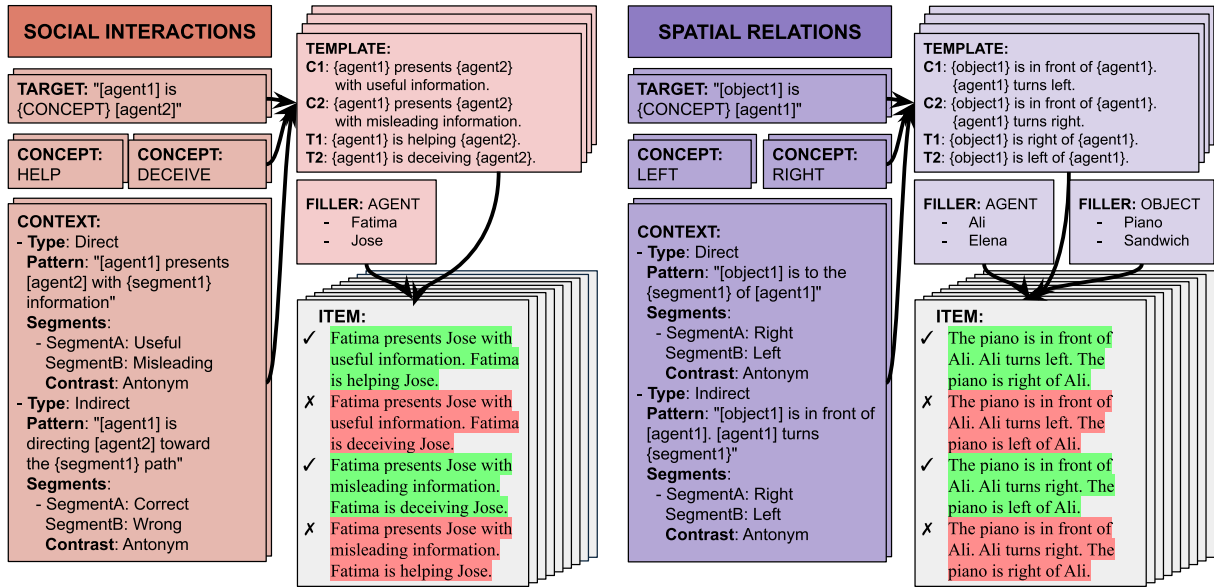 SOCIAL INTERACTIONS
TARGET: "[agent1] is
{CONCEPT} [agent2]"
CONCEPT:
HELP
CONCEPT:
DECEIVE
CONTEXT:
- Type: Direct
Pattern: "[agent1] presents
[agent2] with {segment1}
information"
Segments:
- SegmentA: Useful
SegmentB: Misleading
Contrast: Antonym
- Type: Indirect
Pattern: "[agent1] is
directing [agent2] toward
the {segment1} path"
Segments:
- SegmentA: Correct
SegmentB: Wrong
Contrast: Antonym
TEMPLATE:
C1: {agent1} presents {agent2}
with useful information.
C2: {agent1} presents {agent2}
with misleading information.
T1: {agent1} is helping {agent2}.
T2: {agent1} is deceiving {agent2}.
FILLER: AGENT
- Fatima
- Jose
ITEM:
✓ Fatima presents Jose with
useful information. Fatima
is helping Jose.
✗ Fatima presents Jose with
useful information. Fatima
is deceiving Jose.
✓ Fatima presents Jose with
misleading information.
Fatima is deceiving Jose.
✗ Fatima presents Jose with
misleading information.
Fatima is helping Jose.
SPATIAL RELATIONS
TARGET: "[object1] is
{CONCEPT} [agent1]"
CONCEPT:
LEFT
CONCEPT:
RIGHT
CONTEXT:
- Type: Direct
Pattern: "[object1] is to the
{segment1} of [agent1]"
Segments:
- SegmentA: Right
SegmentB: Left
Contrast: Antonym
- Type: Indirect
Pattern: "[object1] is in front of
[agent1]. [agent1] turns
{segment1}"
Segments:
- SegmentA: Right
SegmentB: Left
Contrast: Antonym
TEMPLATE:
C1: {object1} is in front of {agent1}.
{agent1} turns left.
C2: {object1} is in front of {agent1}.
{agent1} turns right.
T1: {object1} is right of {agent1}.
T2: {object1} is left of {agent1}.
FILLER: AGENT
- Ali
- Elena
FILLER: OBJECT
- Piano
- Sandwich
ITEM:
✓ The piano is in front of
Ali. Ali turns left. The
piano is right of Ali.
✗ The piano is in front of
Ali. Ali turns left. The
piano is left of Ali.
✓ The piano is in front of
Ali. Ali turns right. The
piano is left of Ali.
✗ The piano is in front of
Ali. Ali turns right. The
piano is right of Ali.